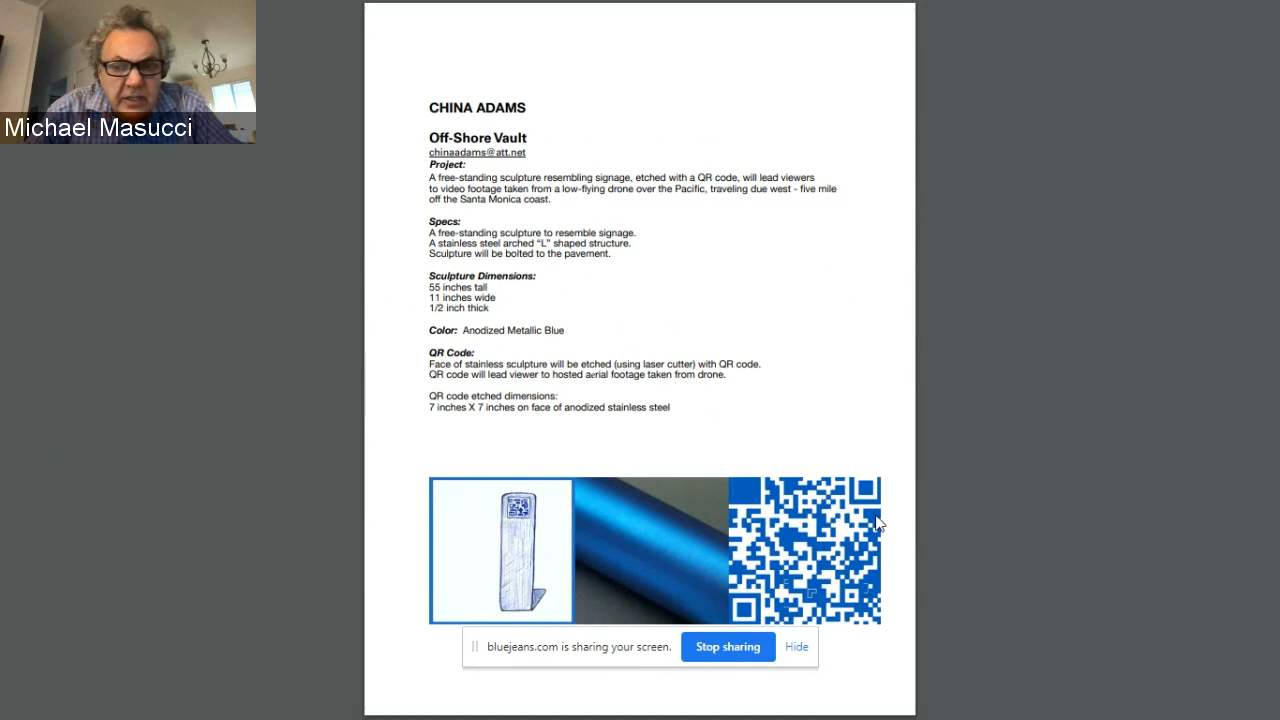 Michael Masucci
CHINA ADAMS
Off-Shore Vault
chinaadams@att.net
Project:
A free-standing sculpture resembling signage, etched with a QR code, will lead viewers
to video footage taken from a low-flying drone over the Pacific, traveling due west - five mile
off the Santa Monica coast.
Specs:
A free-standing sculpture to resemble signage.
A stainless steel arched “L” shaped structure.
Sculpture will be bolted to the pavement.
Sculpture Dimensions:
55 inches tall
11 inches wide
1/2 inch thick
Color: Anodized Metallic Blue
QR Code:
Face of stainless sculpture will be etched (using laser cutter) with QR code.
QR code will lead viewer to hosted aerial footage taken from drone.
QR code etched dimensions:
7 inches X 7 inches on face of anodized stainless steel
bluejeans.com is sharing your screen.
Stop sharing
Hide